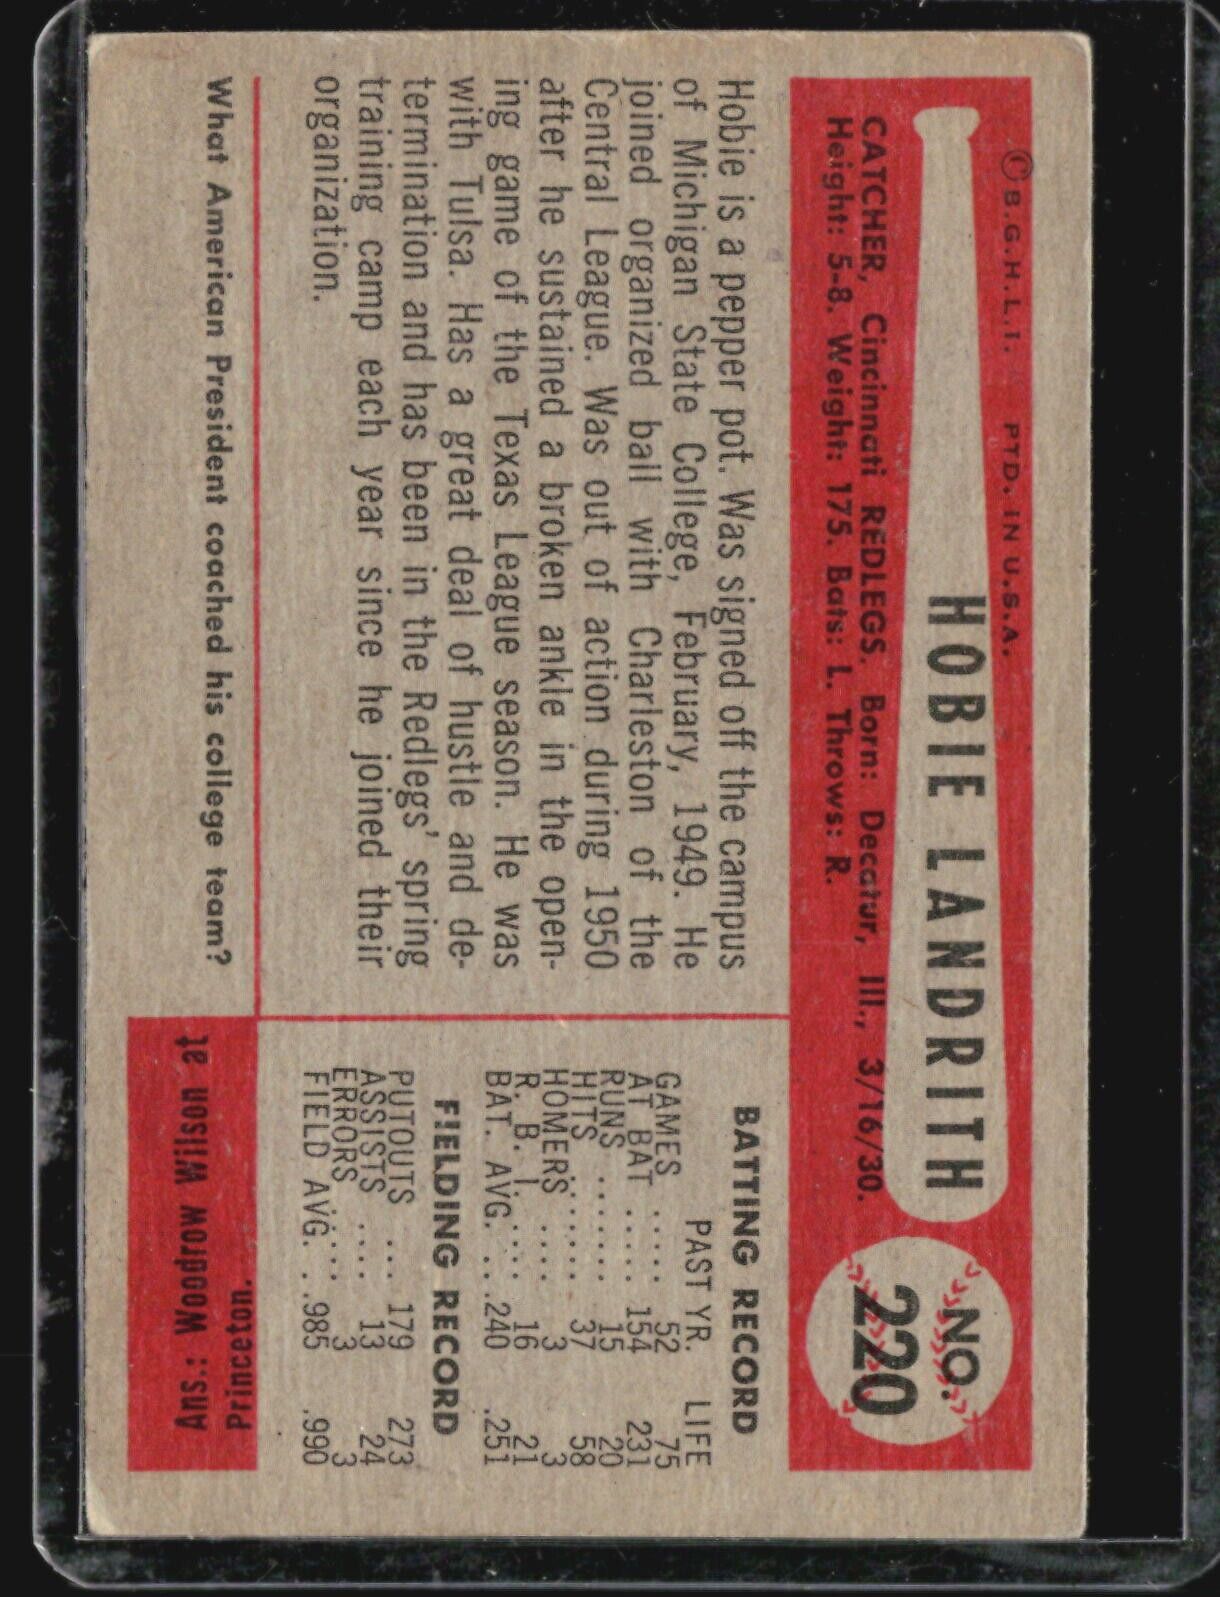 © B.G.H.L.I. PTD. IN U.S.A.
HOBIE LANDRITH
NO.
220
CATCHER, Cincinnati REDLEGS. Born: Decatur, Ill., 3/16/30.
Height: 5-8. Weight: 175. Bats: L. Throws: R.
Hobie is a pepper pot. Was signed off the campus
of Michigan State College, February, 1949. He
joined organized ball with Charleston of the
Central League. Was out of action during 1950
after he sustained a broken ankle in the open-
ing game of the Texas League season. He was
with Tulsa. Has a great deal of hustle and de-
termination and has been in the Redlegs' spring
training camp each year since he joined their
organization.
BATTING RECORD
PAST YR. LIFE
GAMES ..... 52 75
AT BAT ..... 154 231
RUNS ....... 15 20
HITS ....... 37 58
HOMERS .... 3 3
R. B. I. .... 16 21
BAT. AVG. .. .240 .251
FIELDING RECORD
PUTOUTS ... 179 273
ASSISTS .... 13 24
ERRORS .... 3 3
FIELD AVG. . .985 .990
What American President coached his college team?
Ans.: Woodrow Wilson at
Princeton.